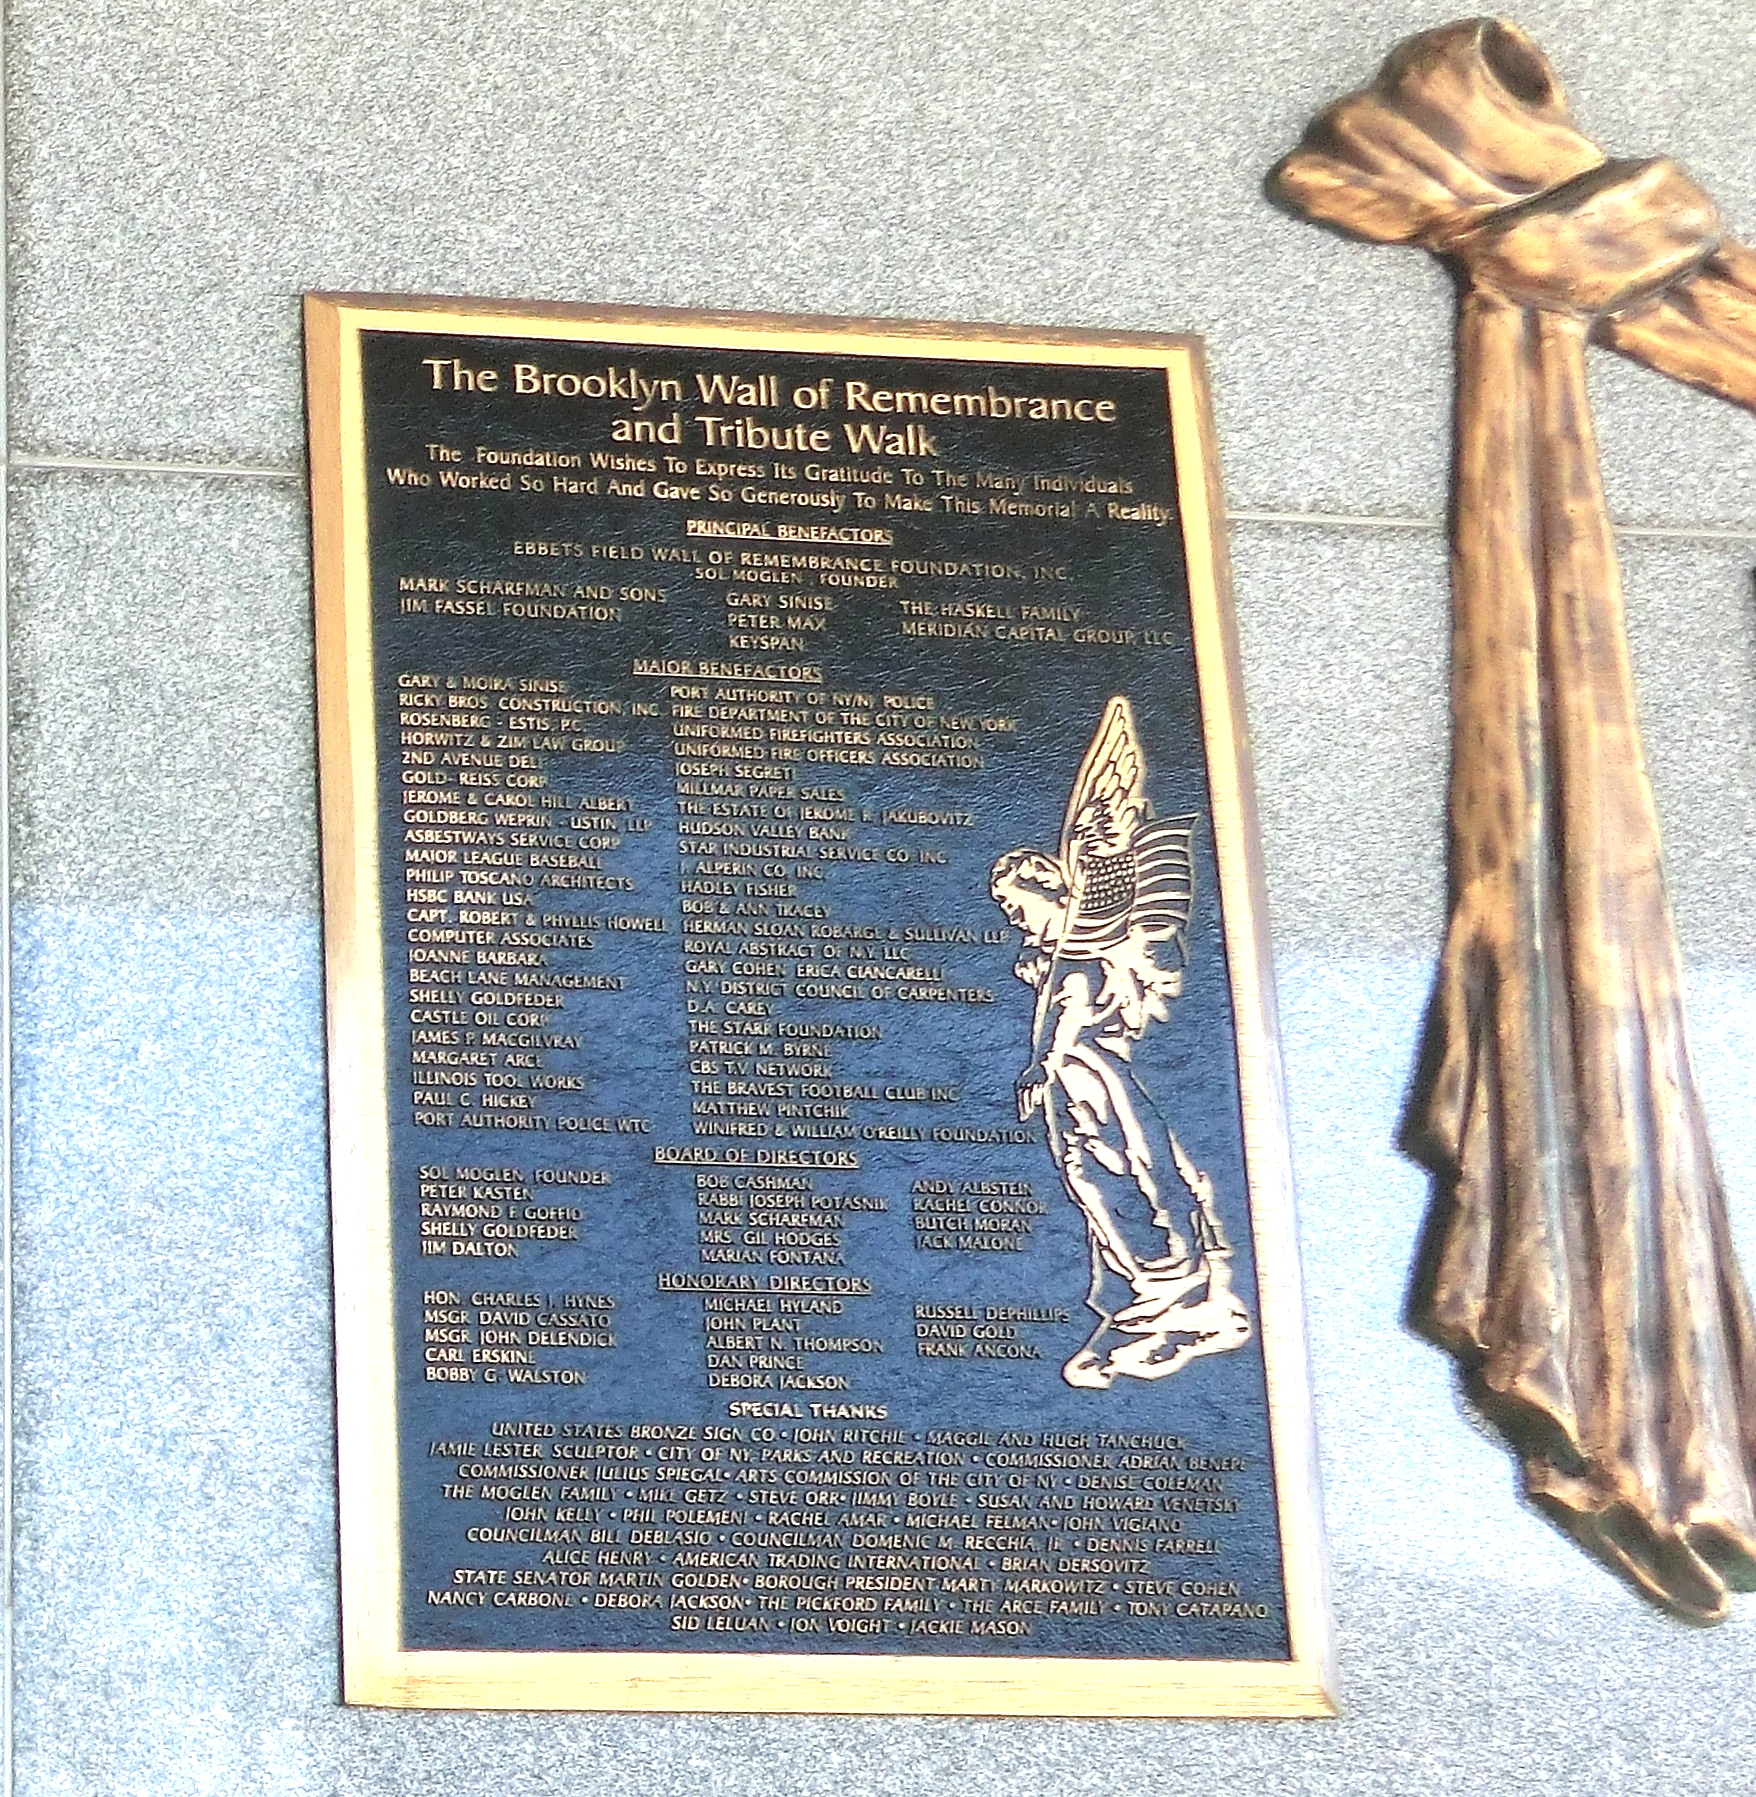 The Brooklyn Wall of Remembrance
and Tribute Walk
The Foundation Wishes To Express Its Gratitude To The Many Individuals
Who Worked So Hard And Gave So Generously To Make This Memorial A Reality.
PRINCIPAL BENEFACTORS
EBBETS FIELD WALL OF REMEMBRANCE FOUNDATION, INC.
SOL MOGLEN, FOUNDER
MARK SCHARFMAN AND SONS
JIM FASSEL FOUNDATION
GARY SINISE
PETER MAX
KEYSPAN
THE HASKELL FAMILY
MERIDIAN CAPITAL GROUP, LLC
MAJOR BENEFACTORS
GARY & MOIRA SINISE
RICKY BROS. CONSTRUCTION, INC.
ROSENBERG - ESTIS, P.C.
HORWITZ & ZIM LAW GROUP
2ND AVENUE DELI
GOLD- REISS CORP
JEROME & CAROL HILL ALBERT
GOLDBERG WEPRIN - USTIN, LLP
ASBESTWAYS SERVICE CORP
MAJOR LEAGUE BASEBALL
PHILIP TOSCANO ARCHITECTS
HSBC BANK USA
CAPT. ROBERT & PHYLLIS HOWELL
COMPUTER ASSOCIATES
JOANNE BARBARA
BEACH LANE MANAGEMENT
SHELLY GOLDFEDER
CASTLE OIL CORP
JAMES P. MACGILVRAY
MARGARET ARCE
ILLINOIS TOOL WORKS
PAUL C. HICKEY
PORT AUTHORITY POLICE WTC
PORT AUTHORITY OF NY/NJ POLICE
FIRE DEPARTMENT OF THE CITY OF NEW YORK
UNIFORMED FIREFIGHTERS ASSOCIATION
UNIFORMED FIRE OFFICERS ASSOCIATION
JOSEPH SEGRETI
MILLMAR PAPER SALES
THE ESTATE OF JEROME R. JAKUBOVITZ
HUDSON VALLEY BANK
STAR INDUSTRIAL SERVICE CO. INC.
J. ALPERIN CO. INC.
HADLEY FISHER
BOB & ANN TRACEY
HERMAN SLOAN ROBARGE & SULLIVAN LLP
ROYAL ABSTRACT OF N.Y. LLC
GARY COHEN ERICA CIANCARELLI
N.Y. DISTRICT COUNCIL OF CARPENTERS
D.A. CAREY
THE STARR FOUNDATION
PATRICK M. BYRNE
CBS T.V. NETWORK
THE BRAVEST FOOTBALL CLUB INC
MATTHEW PINTCHIK
WINIFRED & WILLIAM O'REILLY FOUNDATION
BOARD OF DIRECTORS
SOL MOGLEN, FOUNDER
PETER KASTEN
RAYMOND F. GOFFIO
SHELLY GOLDFEDER
JIM DALTON
BOB CASHMAN
RABBI JOSEPH POTASNIK
MARK SCHARFMAN
MRS. GIL HODGES
MARIAN FONTANA
ANDY ALBSTEIN
RACHEL CONNOR
BUTCH MORAN
JACK MALONE
HONORARY DIRECTORS
HON. CHARLES J. HYNES
MSGR. DAVID CASSATO
MSGR. JOHN DELENDICK
CARL ERSKINE
BOBBY G. WALSTON
MICHAEL HYLAND
JOHN PLANT
ALBERT N. THOMPSON
DAN PRINCE
DEBORA JACKSON
RUSSELL DEPHILLIPS
DAVID GOLD
FRANK ANCONA
SPECIAL THANKS
UNITED STATES BRONZE SIGN CO. • JOHN RITCHIE • MAGGIE AND HUGH TANCHUCK
JAMIE LESTER SCULPTOR • CITY OF NY. PARKS AND RECREATION • COMMISSIONER ADRIAN BENEPE
COMMISSIONER JULIUS SPIEGAL • ARTS COMMISSION OF THE CITY OF NY • DENISE COLEMAN
THE MOGLEN FAMILY • MIKE GETZ • STEVE ORR • JIMMY BOYLE • SUSAN AND HOWARD VENETSKY
JOHN KELLY • PHIL POLEMENI • RACHEL AMAR • MICHAEL FELMAN • JOHN VIGIANO
COUNCILMAN BILL DEBLASIO • COUNCILMAN DOMENIC M. RECCHIA, JR. • DENNIS FARRELL
ALICE HENRY • AMERICAN TRADING INTERNATIONAL • BRIAN DERSOVITZ
STATE SENATOR MARTIN GOLDEN • BOROUGH PRESIDENT MARTY MARKOWITZ • STEVE COHEN
NANCY CARBONE • DEBORA JACKSON • THE PICKFORD FAMILY • THE ARCE FAMILY • TONY CATAPANO
SID LELUAN • JON VOIGHT • JACKIE MASON